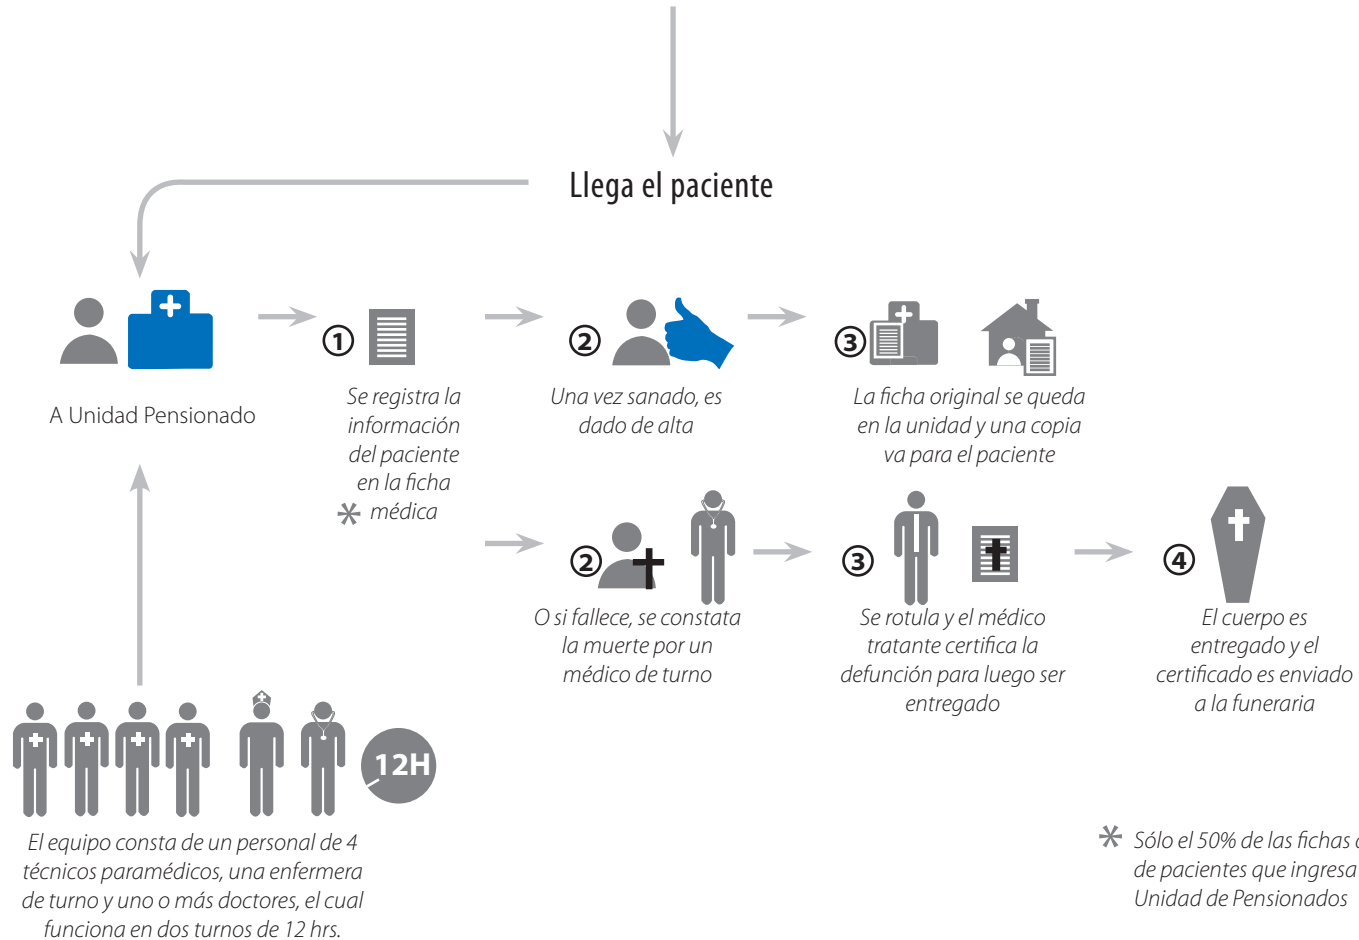 Llega el paciente
A Unidad Pensionado
1
Se registra la
información
del paciente
en la ficha
* médica
2
Una vez sanado, es
dado de alta
3
La ficha original se queda
en la unidad y una copia
va para el paciente
2
O si fallece, se constata
la muerte por un
médico de turno
3
Se rotula y el médico
tratante certifica la
defunción para luego ser
entregado
4
El cuerpo es
entregado y el
certificado es enviado
a la funeraria
12H
El equipo consta de un personal de 4
técnicos paramédicos, una enfermera
de turno y uno o más doctores, el cual
funciona en dos turnos de 12 hrs.
* Sólo el 50% de las fichas
de pacientes que ingresa
Unidad de Pensionados